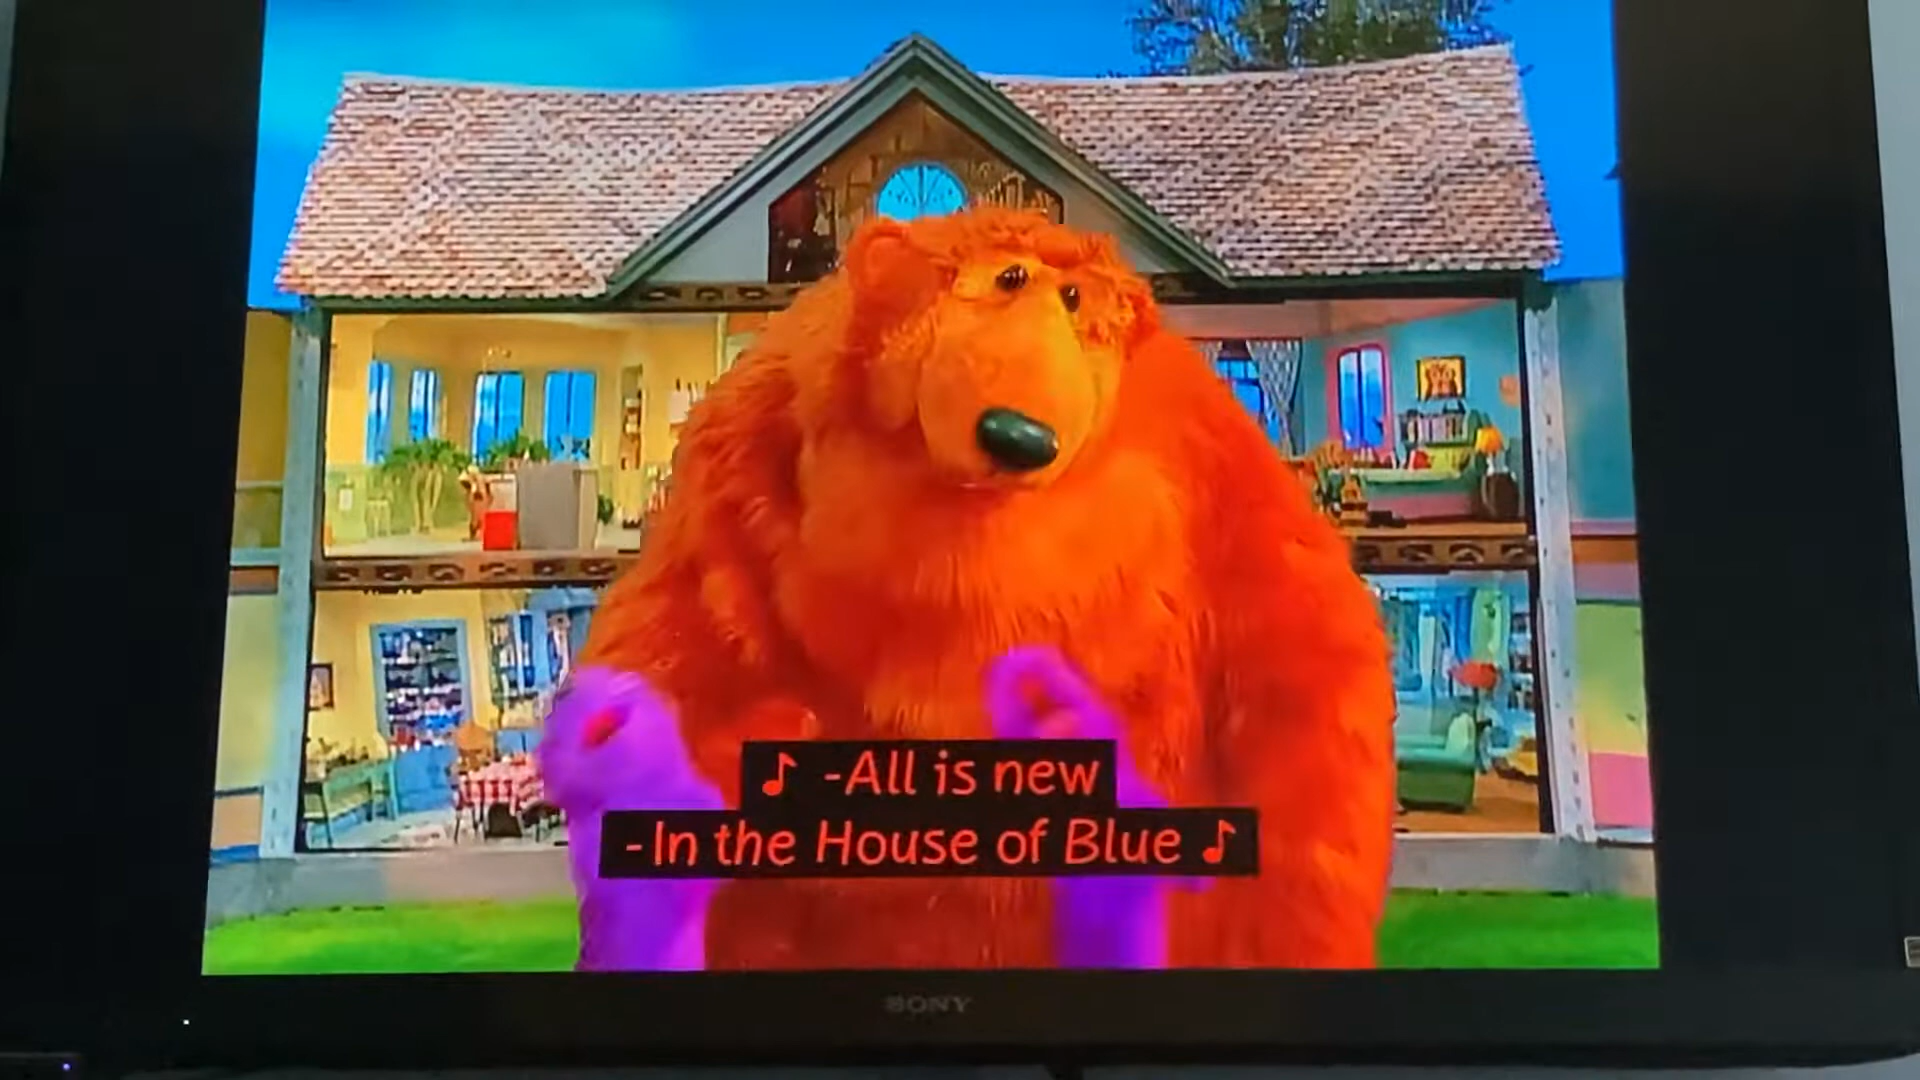 ♪ -All is new
-In the House of Blue ♪
SONY